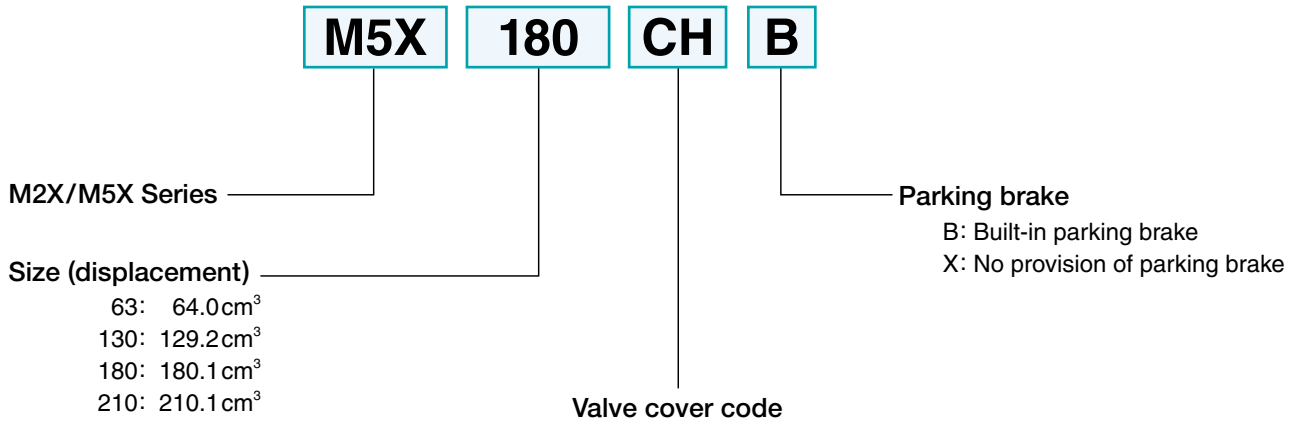 M5X 180 CH B
M2X/M5X Series
Parking brake
B: Built-in parking brake
X: No provision of parking brake
Size (displacement)
63: 64.0cm³
130: 129.2cm³
180: 180.1cm³
210: 210.1cm³
Valve cover code